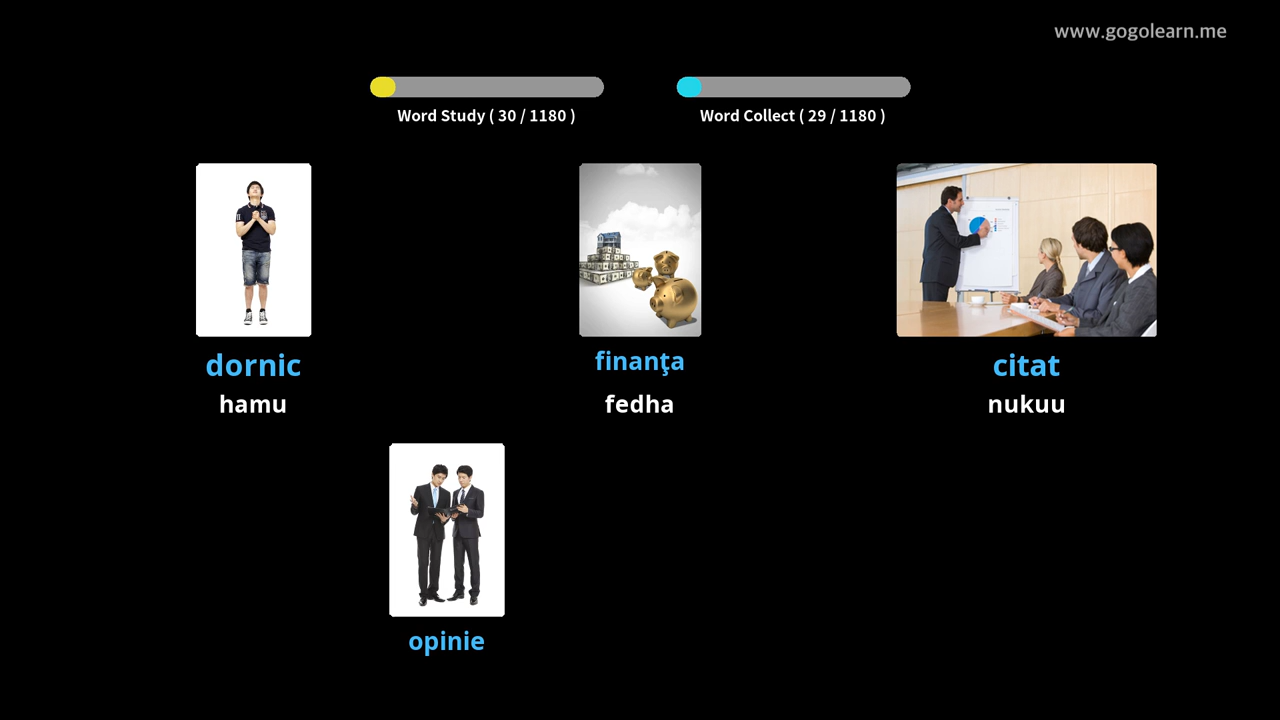 www.gogolearn.me
Word Study ( 30 / 1180 )
Word Collect ( 29 / 1180 )
dornic
hamu
finanţa
fedha
citat
nukuu
opinie